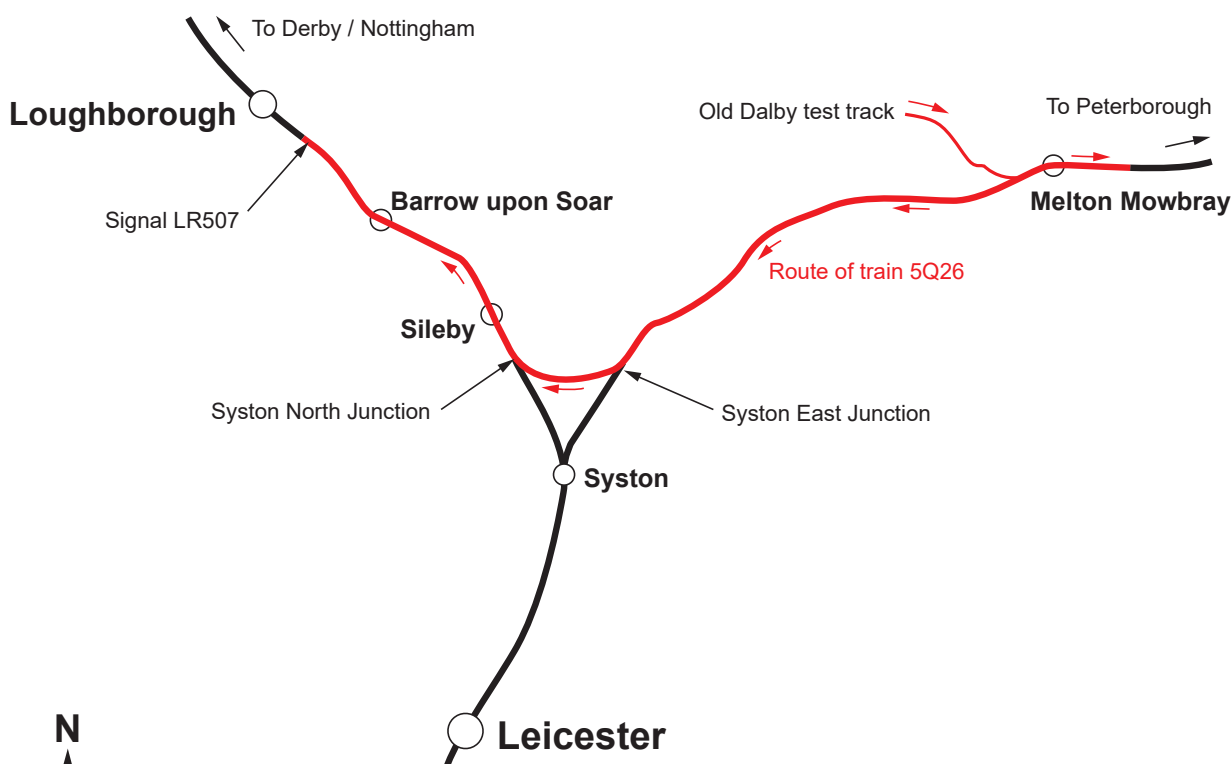 To Derby / Nottingham
Loughborough
Old Dalby test track
To Peterborough
Signal LR507
Barrow upon Soar
Melton Mowbray
Route of train 5Q26
Sileby
Syston North Junction
Syston East Junction
Syston
N
Leicester